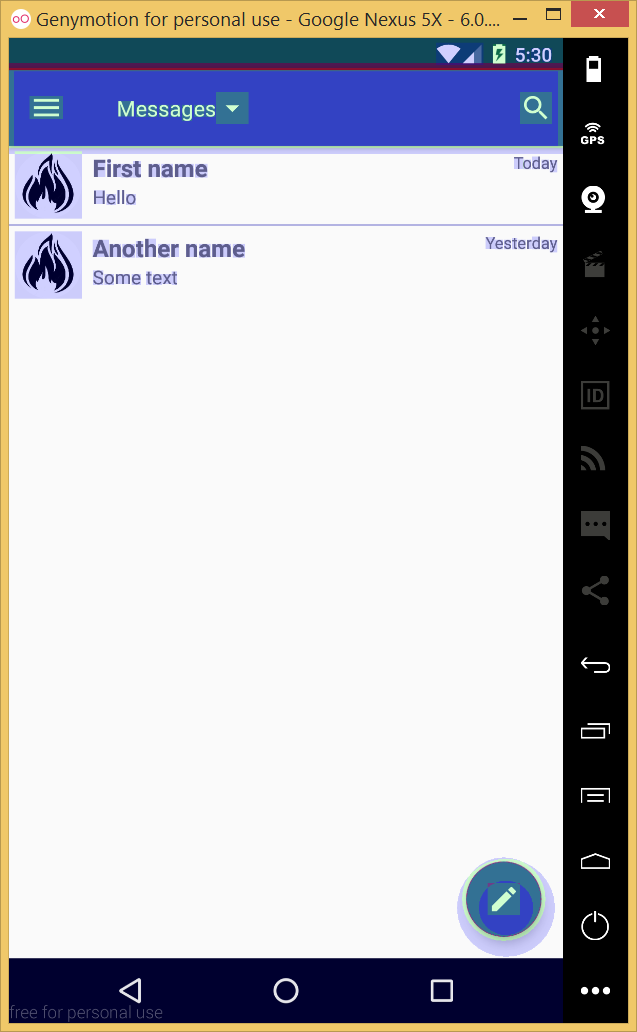 Genymotion for personal use - Google Nexus 5X - 6.0....
5:30
GPS
Messages
First name
Today
Hello
ID
Another name
Yesterday
Some text
free for personal use